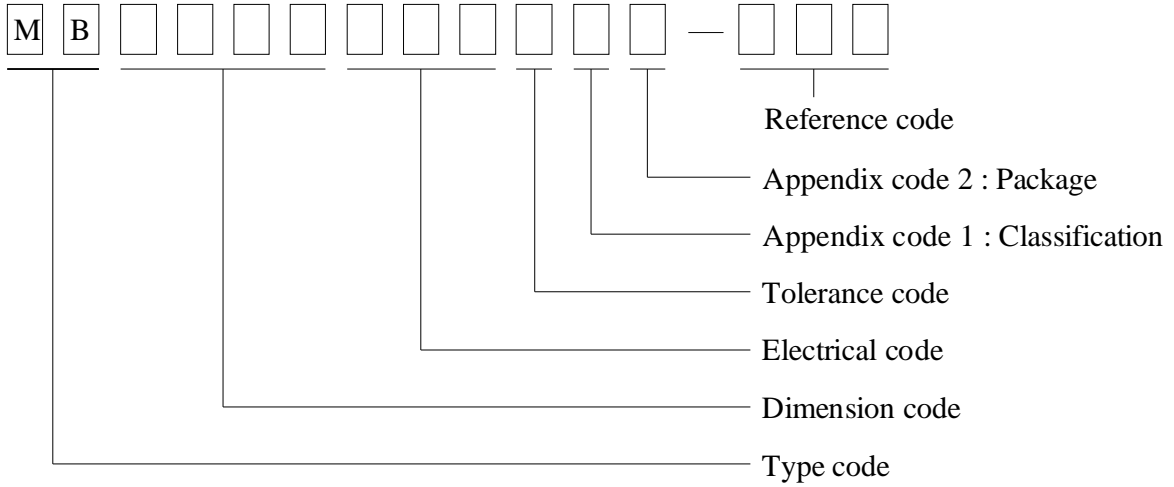 M B —
Reference code
Appendix code 2 : Package
Appendix code 1 : Classification
Tolerance code
Electrical code
Dimension code
Type code